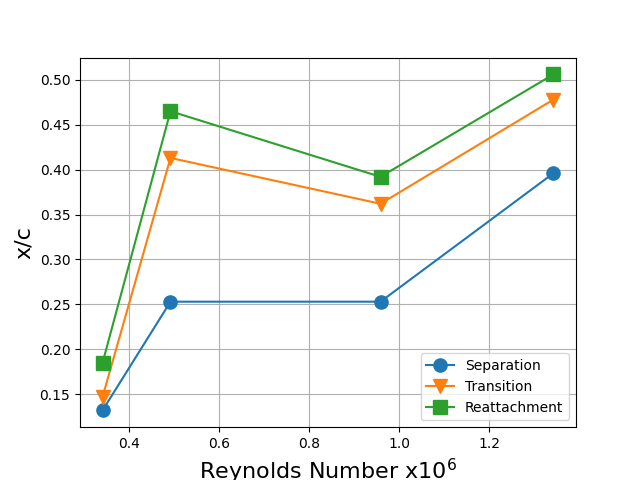 0.50
0.45
0.40
0.35
0.30
0.25
0.20
0.15
x/c
0.4 0.6 0.8 1.0 1.2
Reynolds Number x10⁶
Separation
Transition
Reattachment